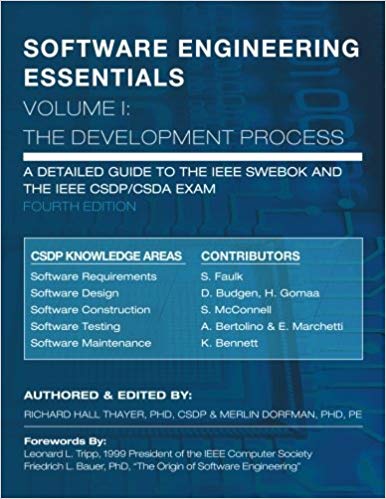 SOFTWARE ENGINEERING
ESSENTIALS
VOLUME I:
THE DEVELOPMENT PROCESS
A DETAILED GUIDE TO THE IEEE SWEBOK AND
THE IEEE CSDP/CSDA EXAM
FOURTH EDITION
CSDP KNOWLEDGE AREAS CONTRIBUTORS
Software Requirements S. Faulk
Software Design D. Budgen, H. Gomaa
Software Construction S. McConnell
Software Testing A. Bertolino & E. Marchetti
Software Maintenance K. Bennett
AUTHORED & EDITED BY:
RICHARD HALL THAYER, PHD, CSDP & MERLIN DORFMAN, PHD, PE
Forewords By:
Leonard L. Tripp, 1999 President of the IEEE Computer Society
Friedrich L. Bauer, PhD, "The Origin of Software Engineering"